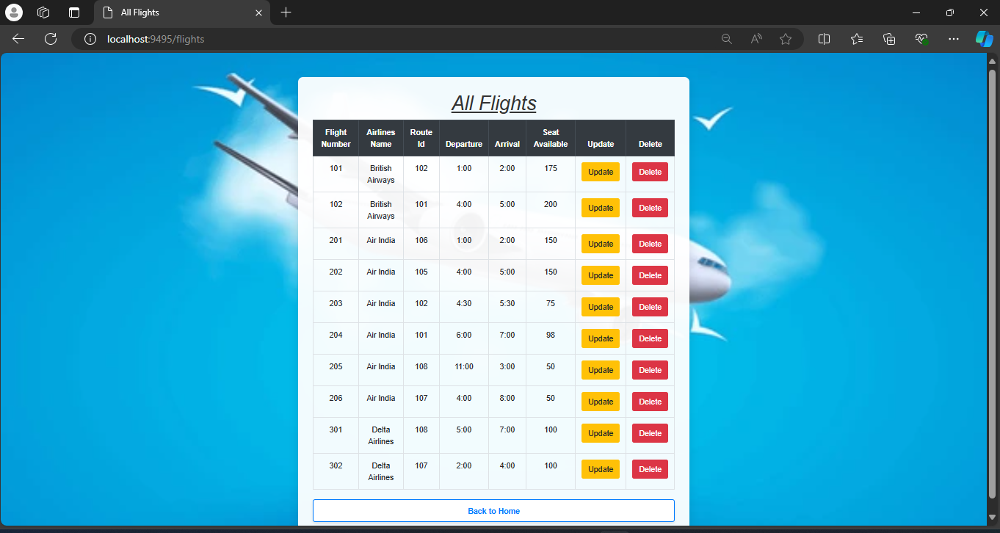 All Flights
localhost:9495/flights
All Flights
Flight Number Airlines Name Route Id Departure Arrival Seat Available Update Delete
101 British Airways 102 1:00 2:00 175 Update Delete
102 British Airways 101 4:00 5:00 200 Update Delete
201 Air India 106 1:00 2:00 150 Update Delete
202 Air India 105 4:00 5:00 150 Update Delete
203 Air India 102 4:30 5:30 75 Update Delete
204 Air India 101 6:00 7:00 98 Update Delete
205 Air India 108 11:00 3:00 50 Update Delete
206 Air India 107 4:00 8:00 50 Update Delete
301 Delta Airlines 108 5:00 7:00 100 Update Delete
302 Delta Airlines 107 2:00 4:00 100 Update Delete
Back to Home